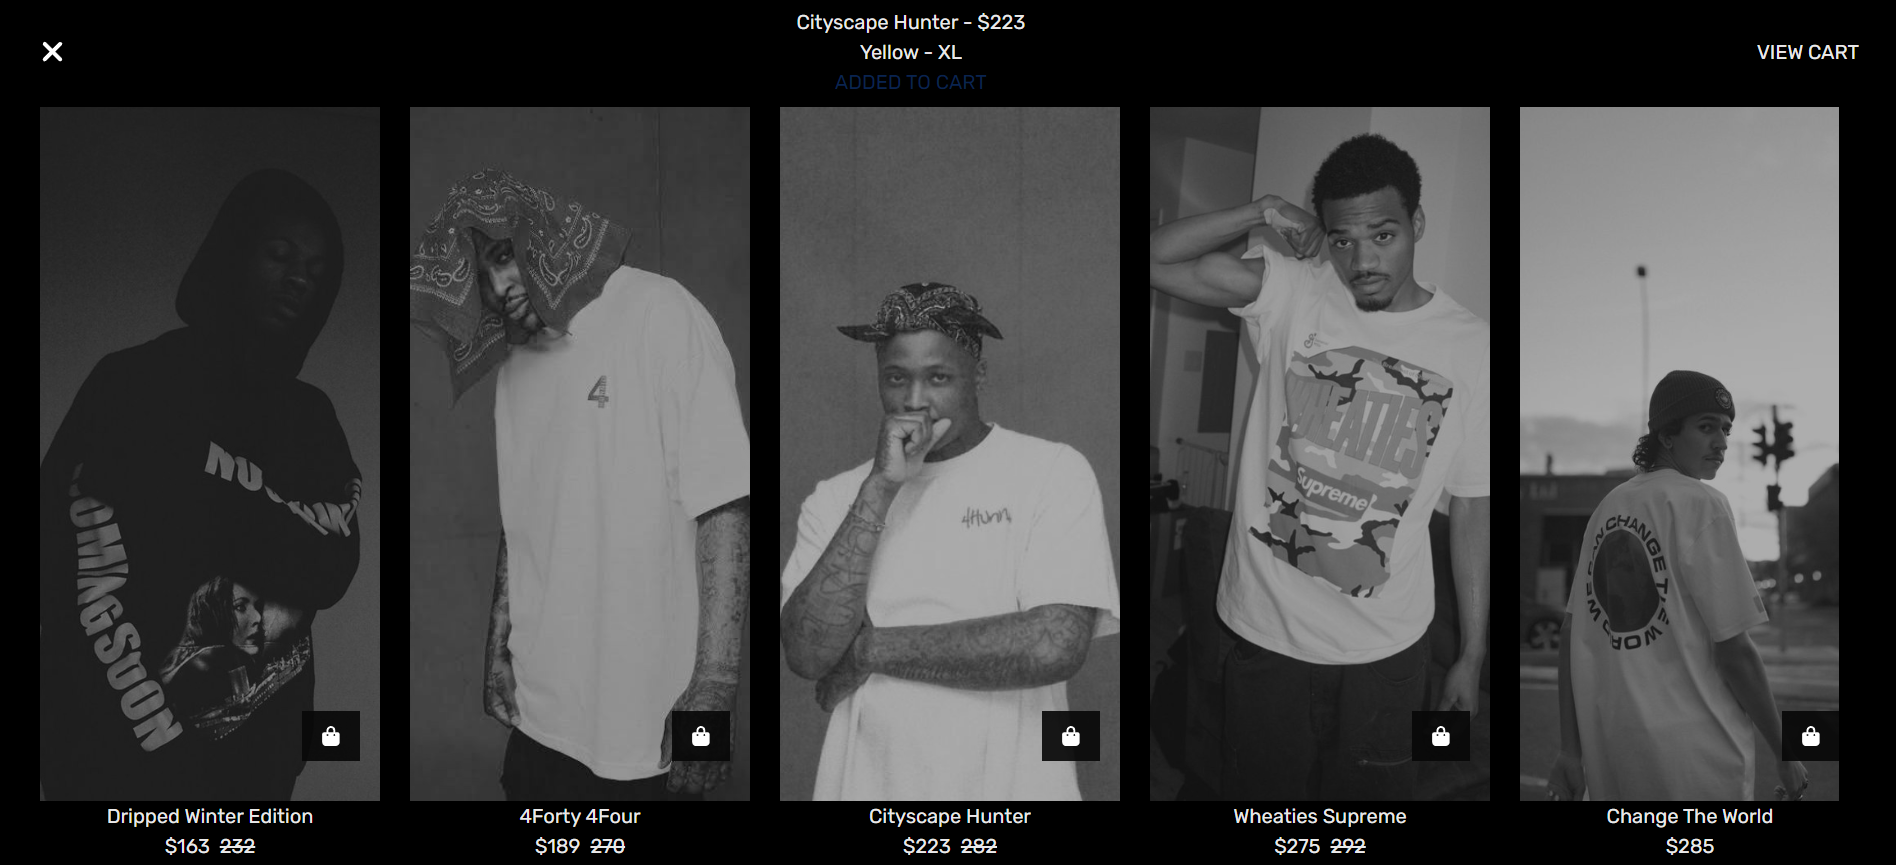 Cityscape Hunter - $223
Yellow - XL
ADDED TO CART
VIEW CART
COMINGSOON
4
4Hunn
WHEATIES
Supreme!
CHANGE THE WORLD WE
Dripped Winter Edition
$163 232
4Forty 4Four
$189 270
Cityscape Hunter
$223 282
Wheaties Supreme
$275 292
Change The World
$285